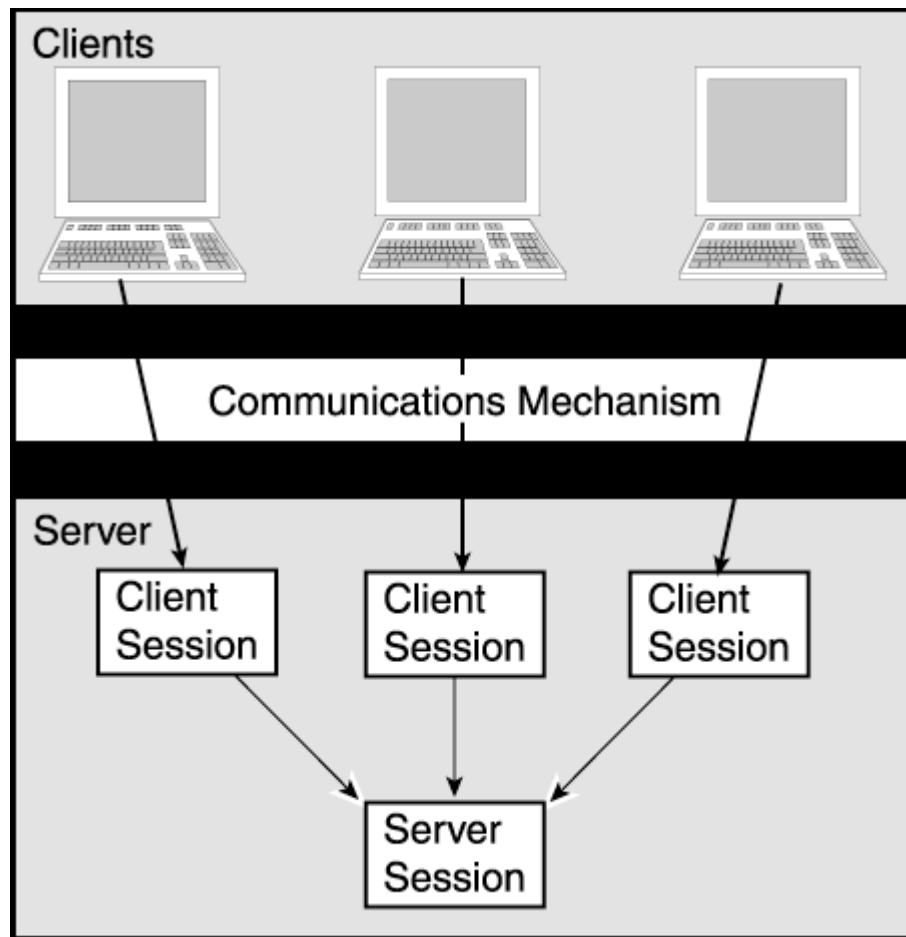 Clients
Communications Mechanism
Server
Client
Session
Client
Session
Client
Session
Server
Session